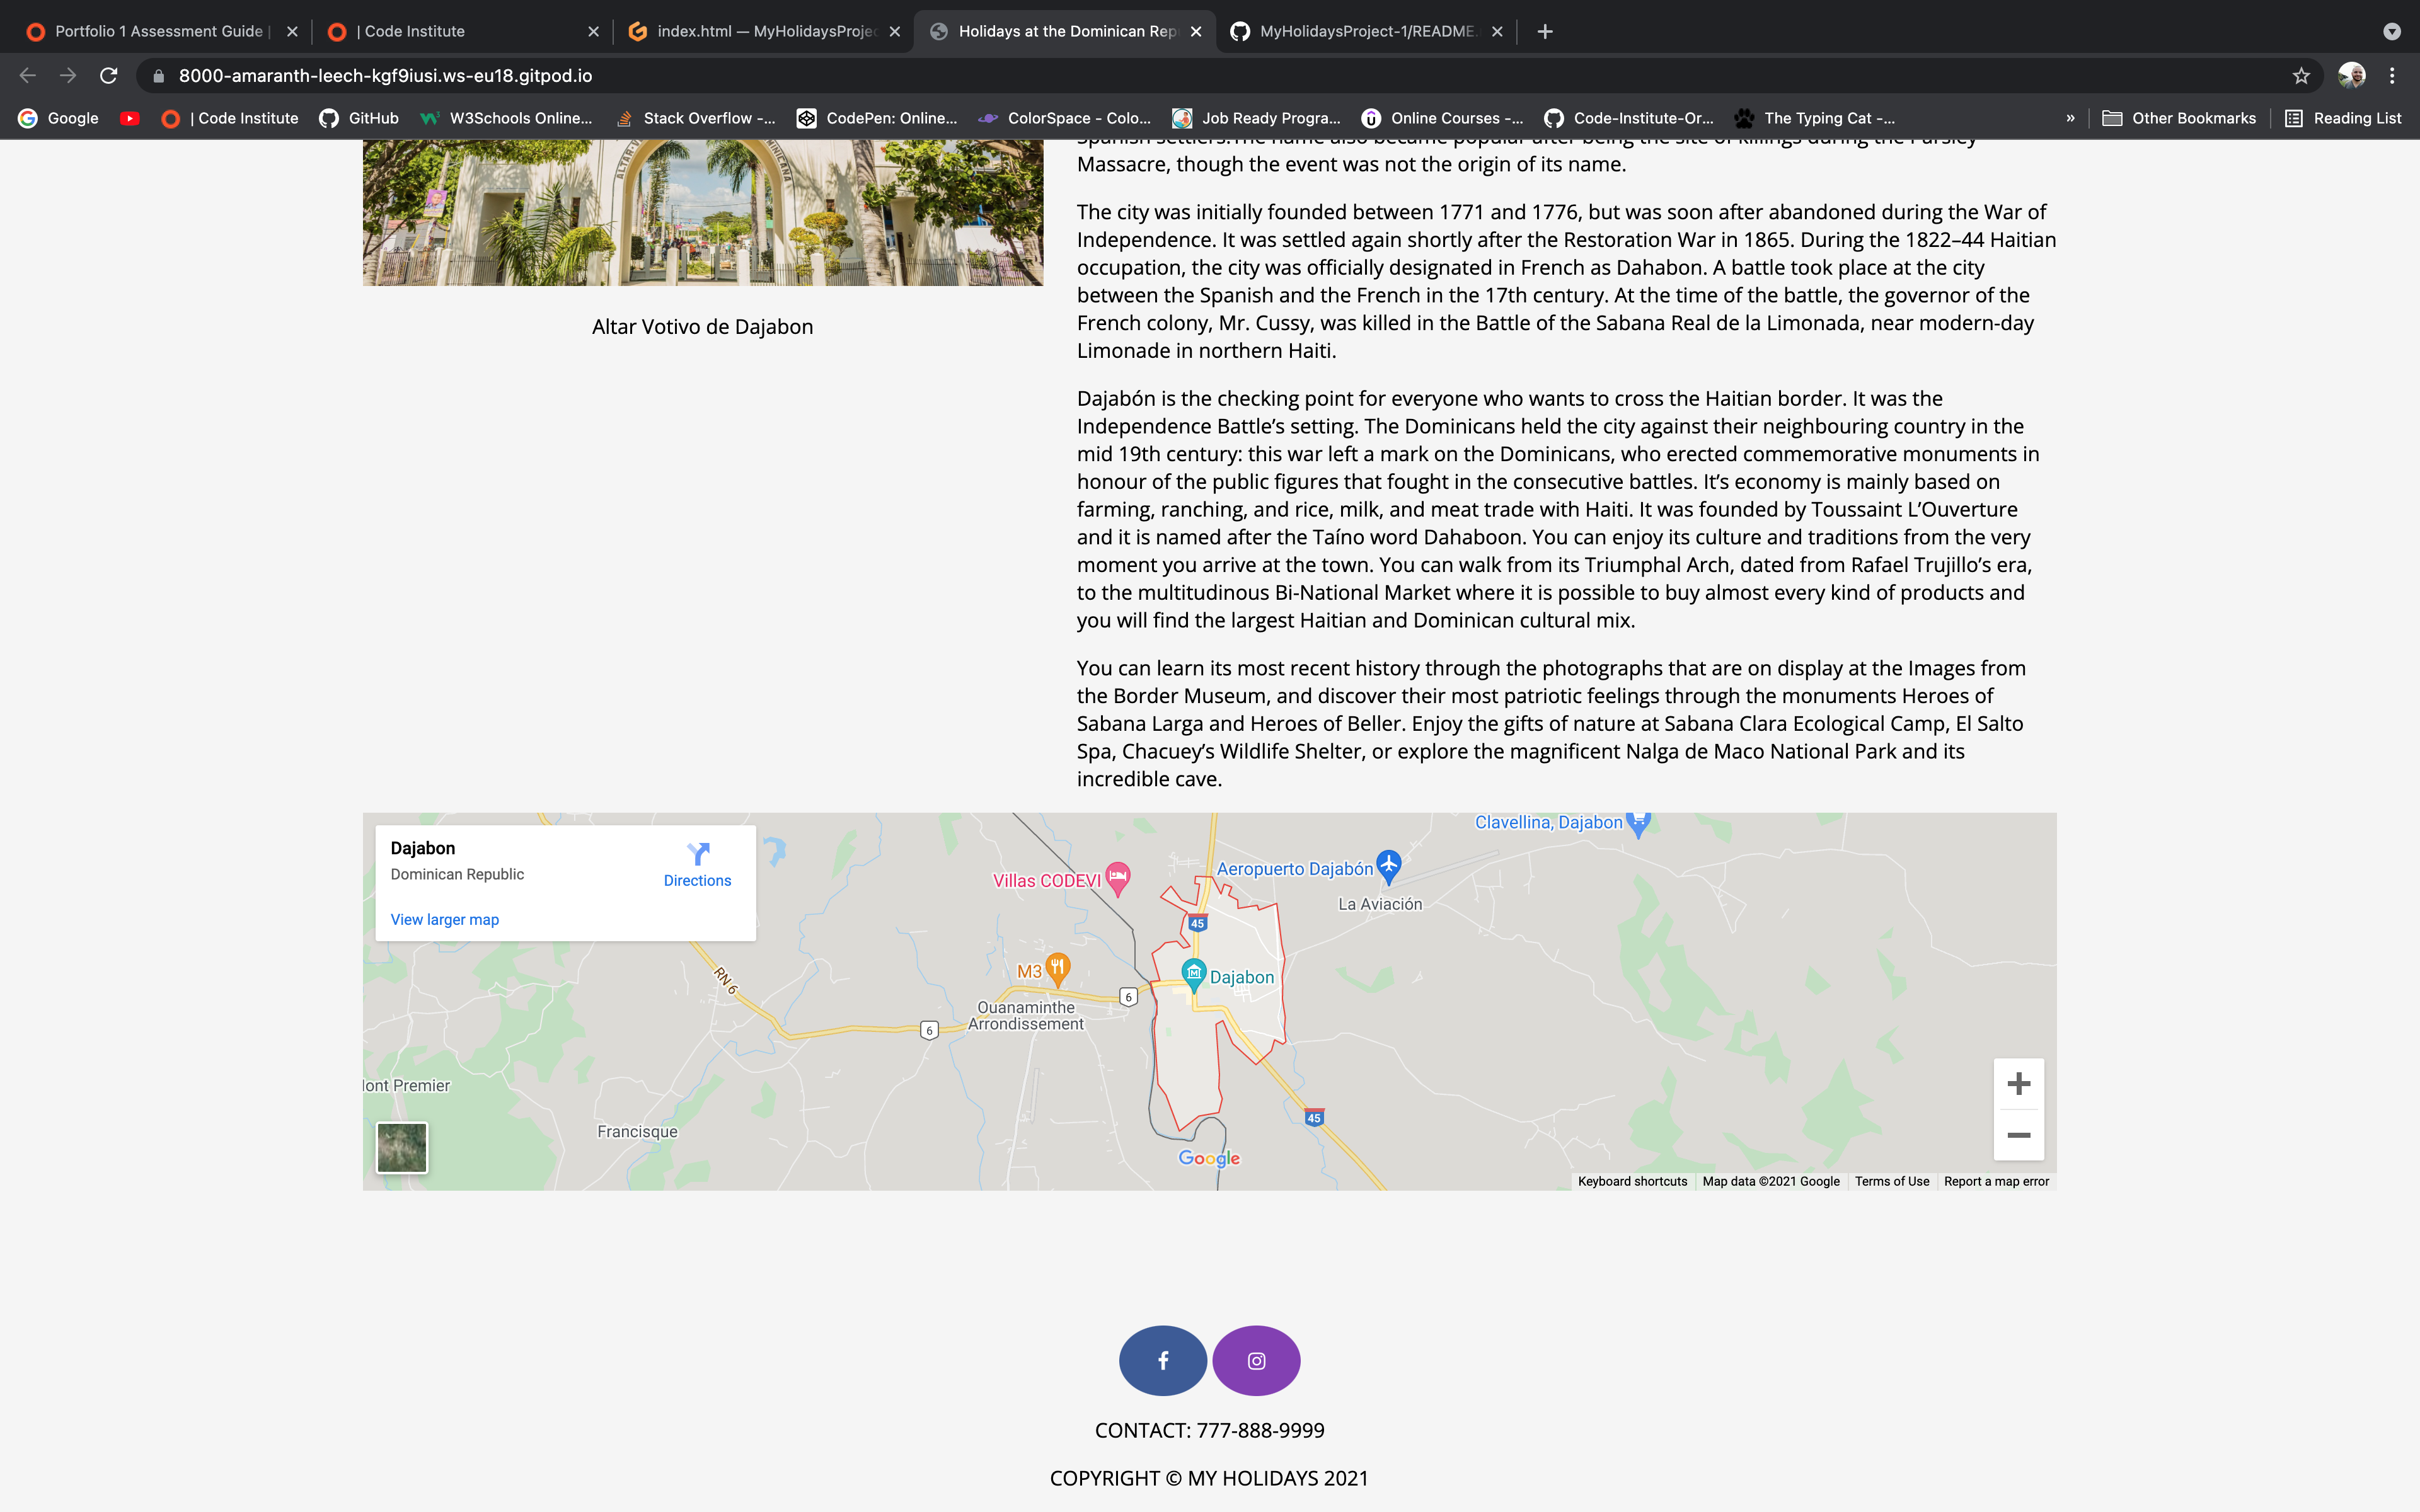 Portfolio 1 Assessment Guide |
| Code Institute
index.html — MyHolidaysProjec
Holidays at the Dominican Rep
MyHolidaysProject-1/README.
8000-amaranth-leech-kgf9iusi.ws-eu18.gitpod.io
Google
| Code Institute
GitHub
W3Schools Online...
Stack Overflow -...
CodePen: Online...
ColorSpace - Colo...
Job Ready Progra...
Online Courses -...
Code-Institute-Or...
The Typing Cat -...
»
Other Bookmarks
Reading List
Spanish settlers.The name also became popular after being the site of killings during the Parsley
Massacre, though the event was not the origin of its name.
The city was initially founded between 1771 and 1776, but was soon after abandoned during the War of
Independence. It was settled again shortly after the Restoration War in 1865. During the 1822–44 Haitian
occupation, the city was officially designated in French as Dahabon. A battle took place at the city
between the Spanish and the French in the 17th century. At the time of the battle, the governor of the
French colony, Mr. Cussy, was killed in the Battle of the Sabana Real de la Limonada, near modern-day
Limonade in northern Haiti.
Altar Votivo de Dajabon
Dajabón is the checking point for everyone who wants to cross the Haitian border. It was the
Independence Battle’s setting. The Dominicans held the city against their neighbouring country in the
mid 19th century: this war left a mark on the Dominicans, who erected commemorative monuments in
honour of the public figures that fought in the consecutive battles. It’s economy is mainly based on
farming, ranching, and rice, milk, and meat trade with Haiti. It was founded by Toussaint L’Ouverture
and it is named after the Taíno word Dahaboon. You can enjoy its culture and traditions from the very
moment you arrive at the town. You can walk from its Triumphal Arch, dated from Rafael Trujillo’s era,
to the multitudinous Bi-National Market where it is possible to buy almost every kind of products and
you will find the largest Haitian and Dominican cultural mix.
You can learn its most recent history through the photographs that are on display at the Images from
the Border Museum, and discover their most patriotic feelings through the monuments Heroes of
Sabana Larga and Heroes of Beller. Enjoy the gifts of nature at Sabana Clara Ecological Camp, El Salto
Spa, Chacuey’s Wildlife Shelter, or explore the magnificent Nalga de Maco National Park and its
incredible cave.
Dajabon
Dominican Republic
Directions
View larger map
Clavellina, Dajabon
Villas CODEVI
Aeropuerto Dajabón
La Aviación
45
RN 6
M3
Dajabon
6
Ouanaminthe
Arrondissement
6
ont Premier
45
Francisque
Google
Keyboard shortcuts
Map data ©2021 Google
Terms of Use
Report a map error
CONTACT: 777-888-9999
COPYRIGHT © MY HOLIDAYS 2021